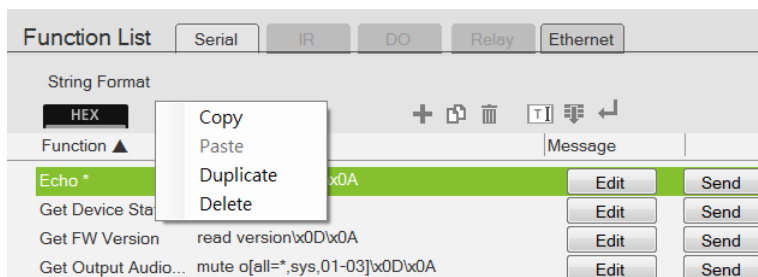 Function List Serial IR DO Relay Ethernet
String Format
HEX
Copy
Paste
Duplicate
Delete
Function ▲ Message
Echo * x0A Edit Send
Get Device Sta Edit Send
Get FW Version read version\x0D\x0A Edit Send
Get Output Audio... mute o[all=*,sys,01-03]\x0D\x0A Edit Send